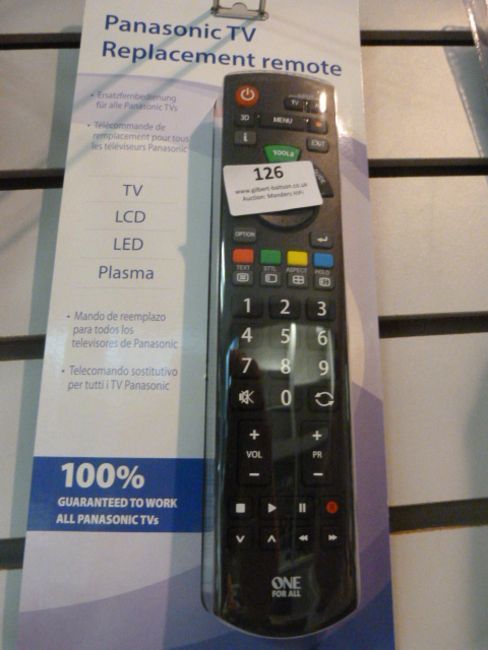 Panasonic TV
Replacement remote
• Ersatzfernbedienung
für alle Panasonic TVs
• Télécommande de
remplacement pour tous
les téléviseurs Panasonic
TV
LCD
LED
Plasma
• Mando de reemplazo
para todos los
televisores de Panasonic
• Telecomando sostitutivo
per tutti i TV Panasonic
100%
GUARANTEED TO WORK
ALL PANASONIC TVs
TV
3D
MENU
i
EXIT
TOOLS
126
www.gilbert-baitson.co.uk
Auction: Manders HiFi
OPTION
TEXT STTL ASPECT HOLD
1 2 3
4 5 6
7 8 9
0
+ +
VOL PR
- -
ONE
FOR ALL